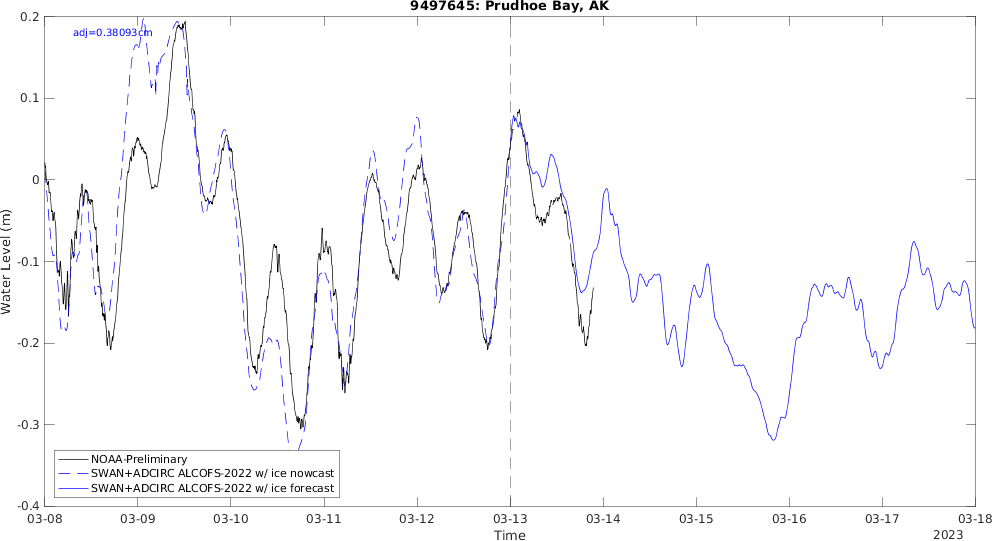 9497645: Prudhoe Bay, AK
adj=0.38093cm
0.2
0.1
0
-0.1
-0.2
-0.3
-0.4
Water Level (m)
NOAA-Preliminary
SWAN+ADCIRC ALCOFS-2022 w/ ice nowcast
SWAN+ADCIRC ALCOFS-2022 w/ ice forecast
03-08 03-09 03-10 03-11 03-12 03-13 03-14 03-15 03-16 03-17 03-18
Time
2023